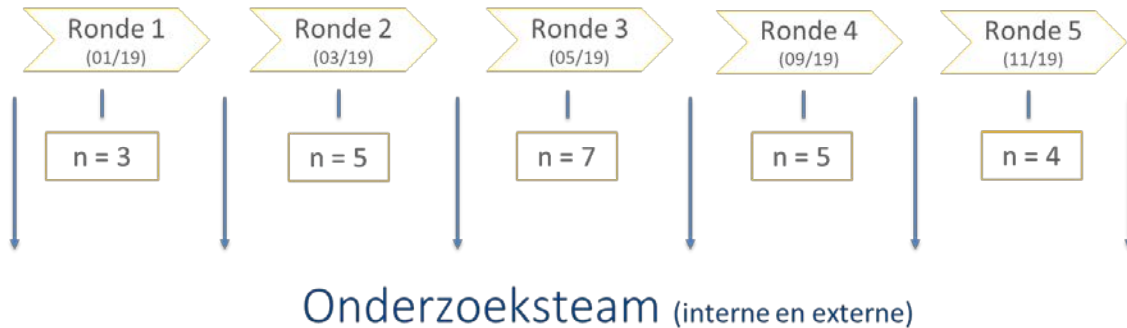 Ronde 1
(01/19)
Ronde 2
(03/19)
Ronde 3
(05/19)
Ronde 4
(09/19)
Ronde 5
(11/19)
n = 3
n = 5
n = 7
n = 5
n = 4
Onderzoeksteam (interne en externe)